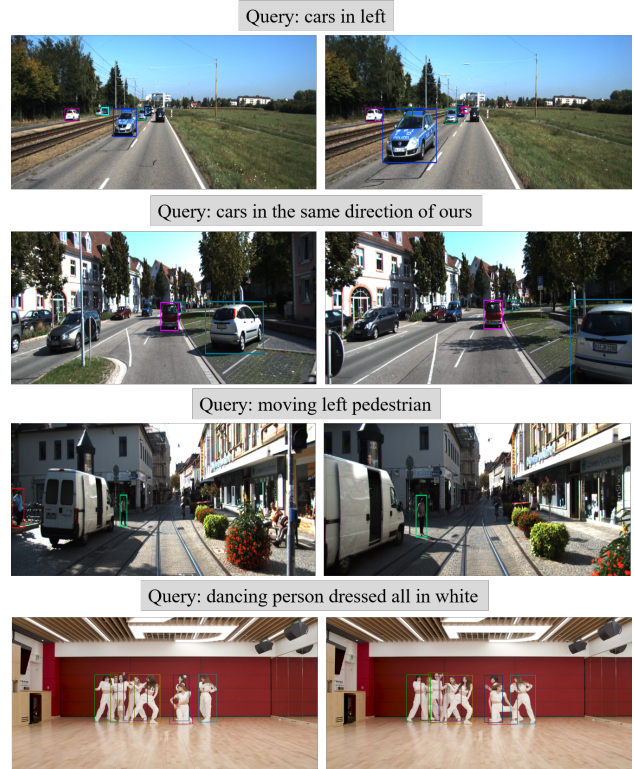 Query: cars in left
Query: cars in the same direction of ours
Query: moving left pedestrian
Query: dancing person dressed all in white